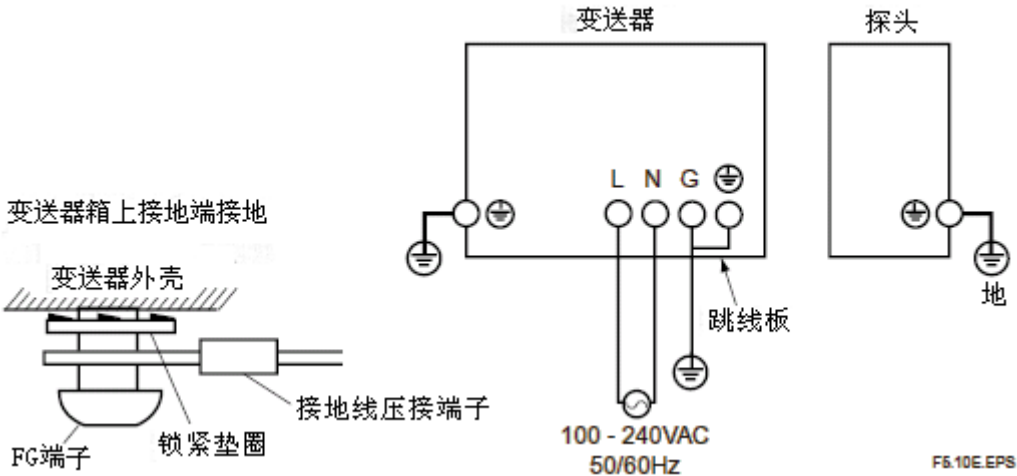 变送器
探头
L N G
变送器箱上接地端接地
变送器外壳
地
跳线板
接地线压接端子
锁紧垫圈
FG端子
100 - 240VAC
50/60Hz
F5.10E.EPS